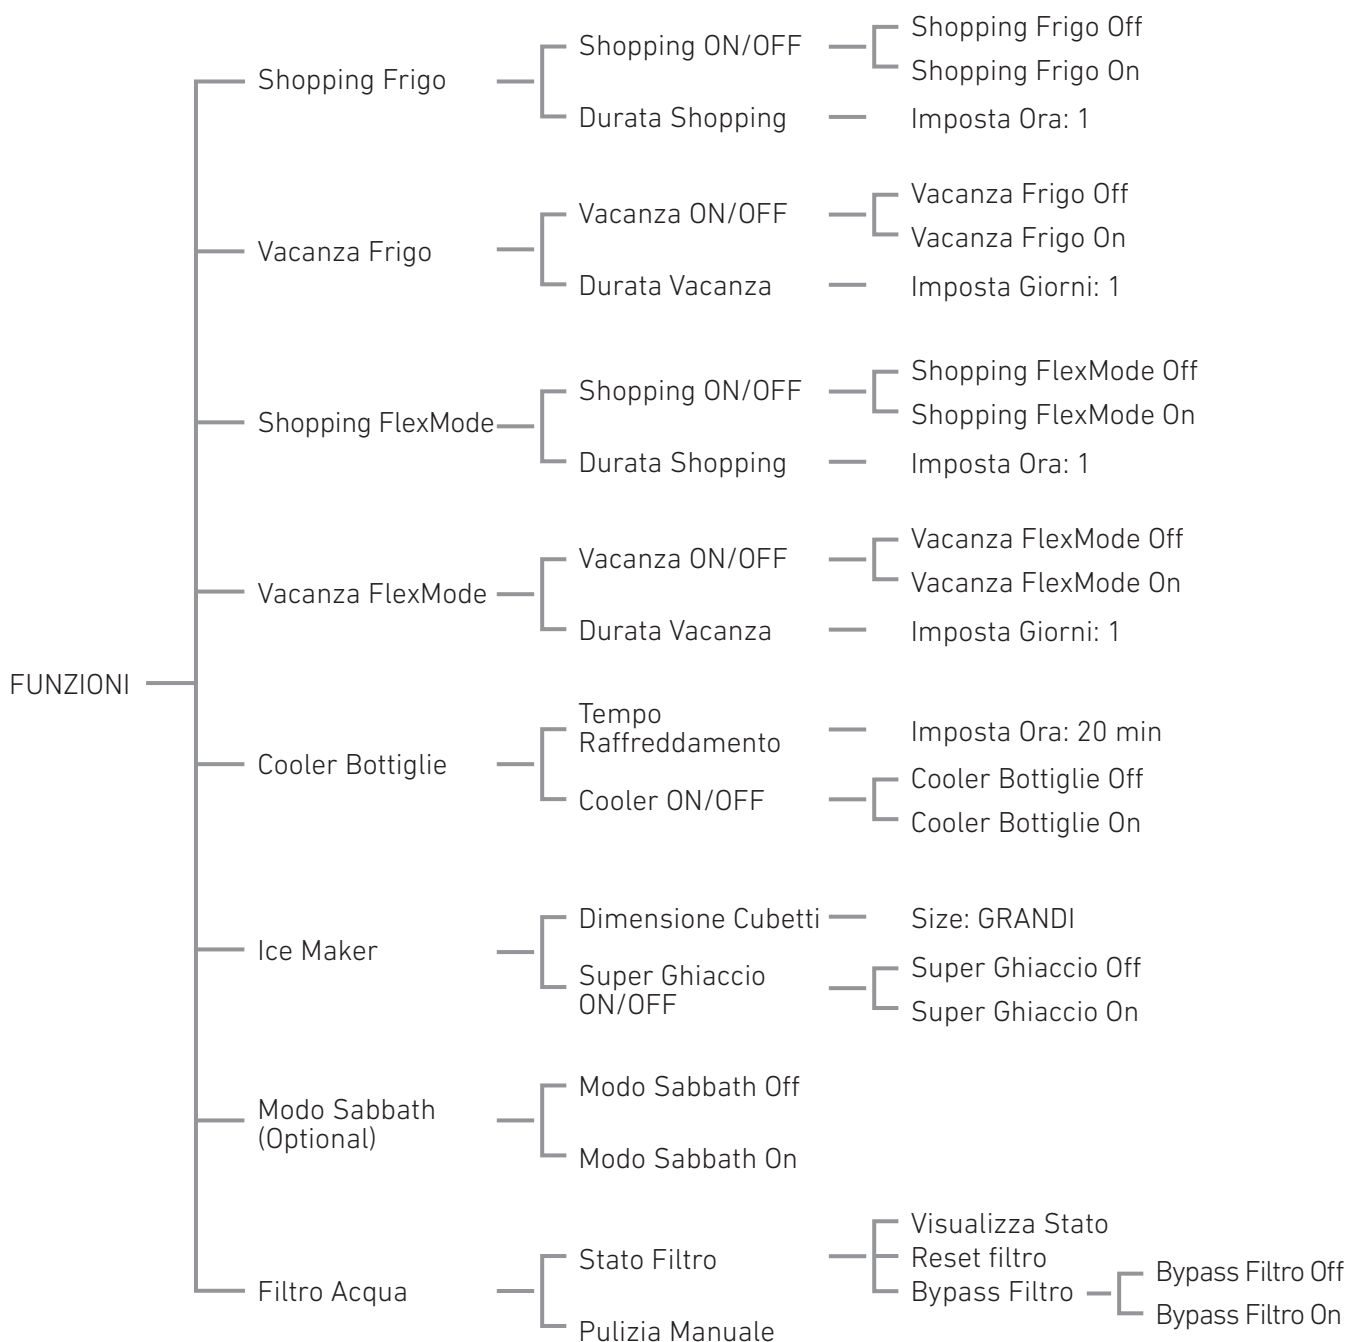 FUNZIONI
Shopping Frigo
Shopping ON/OFF
Shopping Frigo Off
Shopping Frigo On
Durata Shopping
Imposta Ora: 1
Vacanza Frigo
Vacanza ON/OFF
Vacanza Frigo Off
Vacanza Frigo On
Durata Vacanza
Imposta Giorni: 1
Shopping FlexMode
Shopping ON/OFF
Shopping FlexMode Off
Shopping FlexMode On
Durata Shopping
Imposta Ora: 1
Vacanza FlexMode
Vacanza ON/OFF
Vacanza FlexMode Off
Vacanza FlexMode On
Durata Vacanza
Imposta Giorni: 1
Cooler Bottiglie
Tempo
Raffreddamento
Imposta Ora: 20 min
Cooler ON/OFF
Cooler Bottiglie Off
Cooler Bottiglie On
Ice Maker
Dimensione Cubetti
Size: GRANDI
Super Ghiaccio
ON/OFF
Super Ghiaccio Off
Super Ghiaccio On
Modo Sabbath
(Optional)
Modo Sabbath Off
Modo Sabbath On
Filtro Acqua
Stato Filtro
Visualizza Stato
Reset filtro
Bypass Filtro
Bypass Filtro Off
Bypass Filtro On
Pulizia Manuale